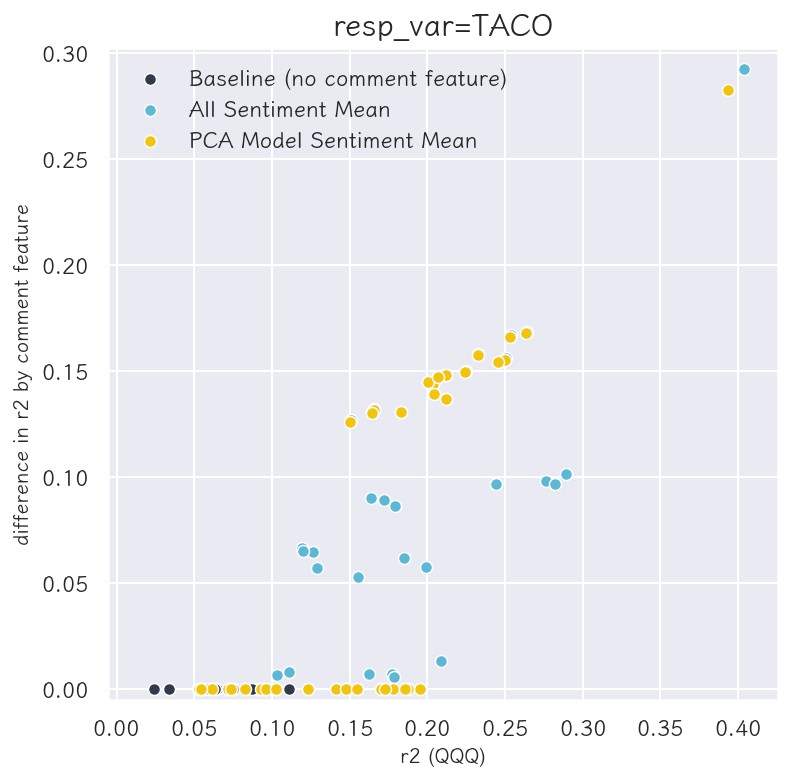 resp_var=TACO
Baseline (no comment feature)
All Sentiment Mean
PCA Model Sentiment Mean
difference in r2 by comment feature
0.30
0.25
0.20
0.15
0.10
0.05
0.00
0.00 0.05 0.10 0.15 0.20 0.25 0.30 0.35 0.40
r2 (QQQ)